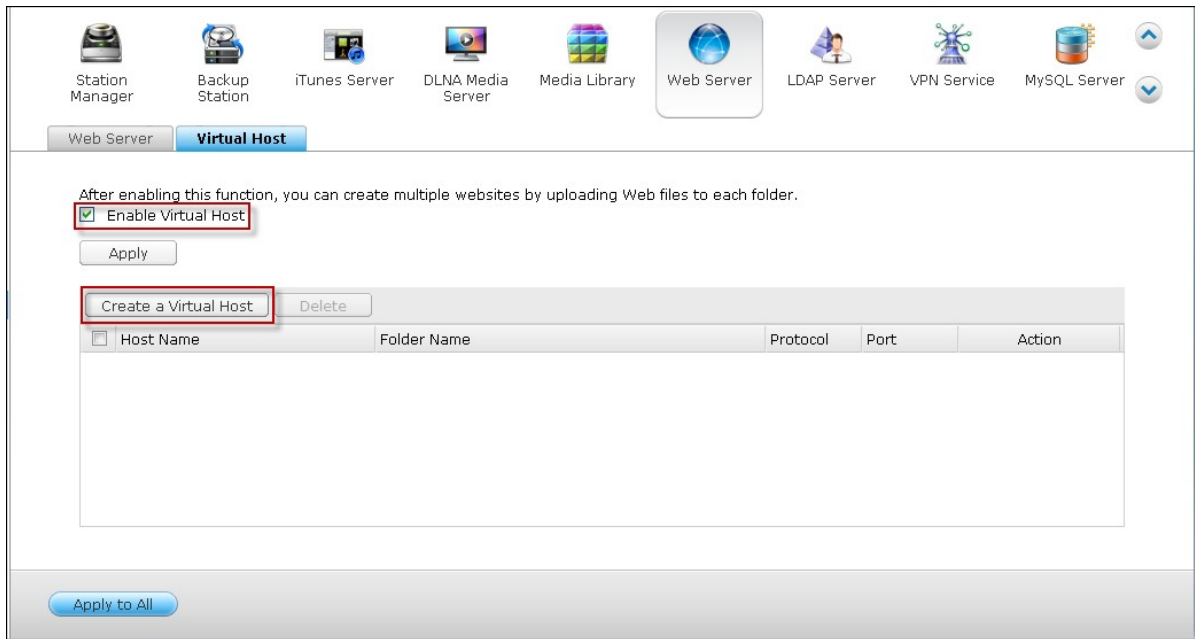 Station Manager
Backup Station
iTunes Server
DLNA Media Server
Media Library
Web Server
LDAP Server
VPN Service
MySQL Server
Web Server
Virtual Host
After enabling this function, you can create multiple websites by uploading Web files to each folder.
Enable Virtual Host
Apply
Create a Virtual Host
Delete
Host Name
Folder Name
Protocol
Port
Action
Apply to All